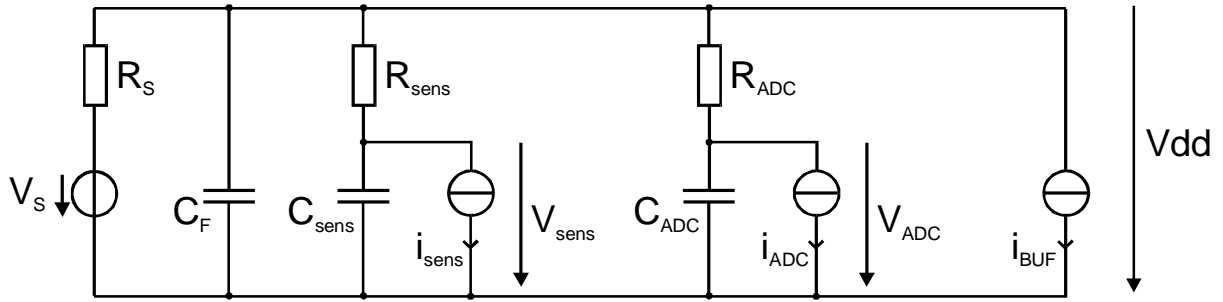 R_S
R_sens
R_ADC
Vdd
V_S
C_F
C_sens
V_sens
C_ADC
V_ADC
i_sens
i_ADC
i_BUF